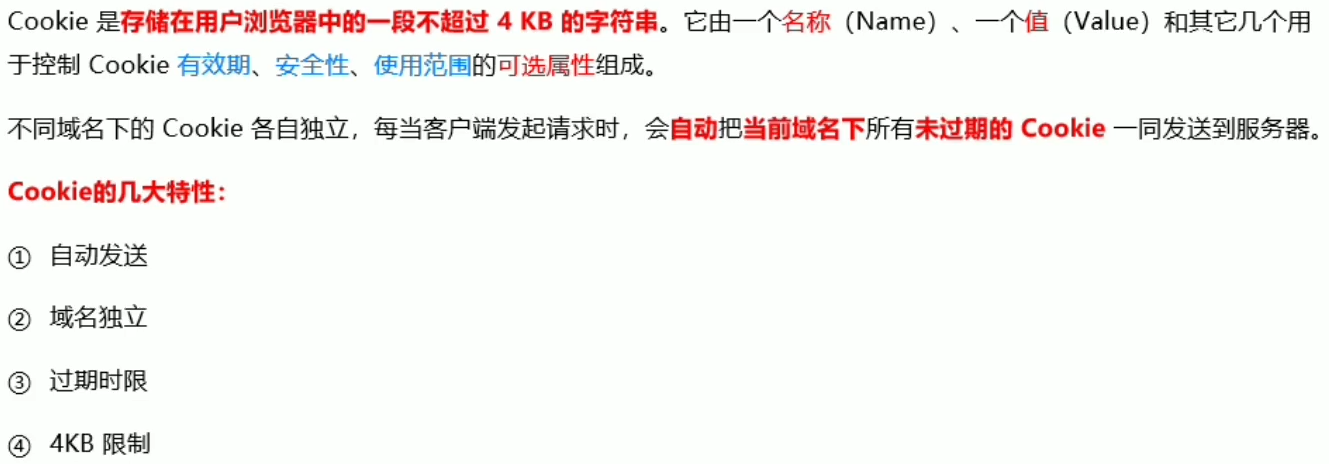 Cookie 是存储在用户浏览器中的一段不超过 4 KB 的字符串。它由一个名称（Name）、一个值（Value）和其它几个用
于控制 Cookie 有效期、安全性、使用范围的可选属性组成。
不同域名下的 Cookie 各自独立，每当客户端发起请求时，会自动把当前域名下所有未过期的 Cookie 一同发送到服务器。
Cookie的几大特性：
① 自动发送
② 域名独立
③ 过期时限
④ 4KB 限制